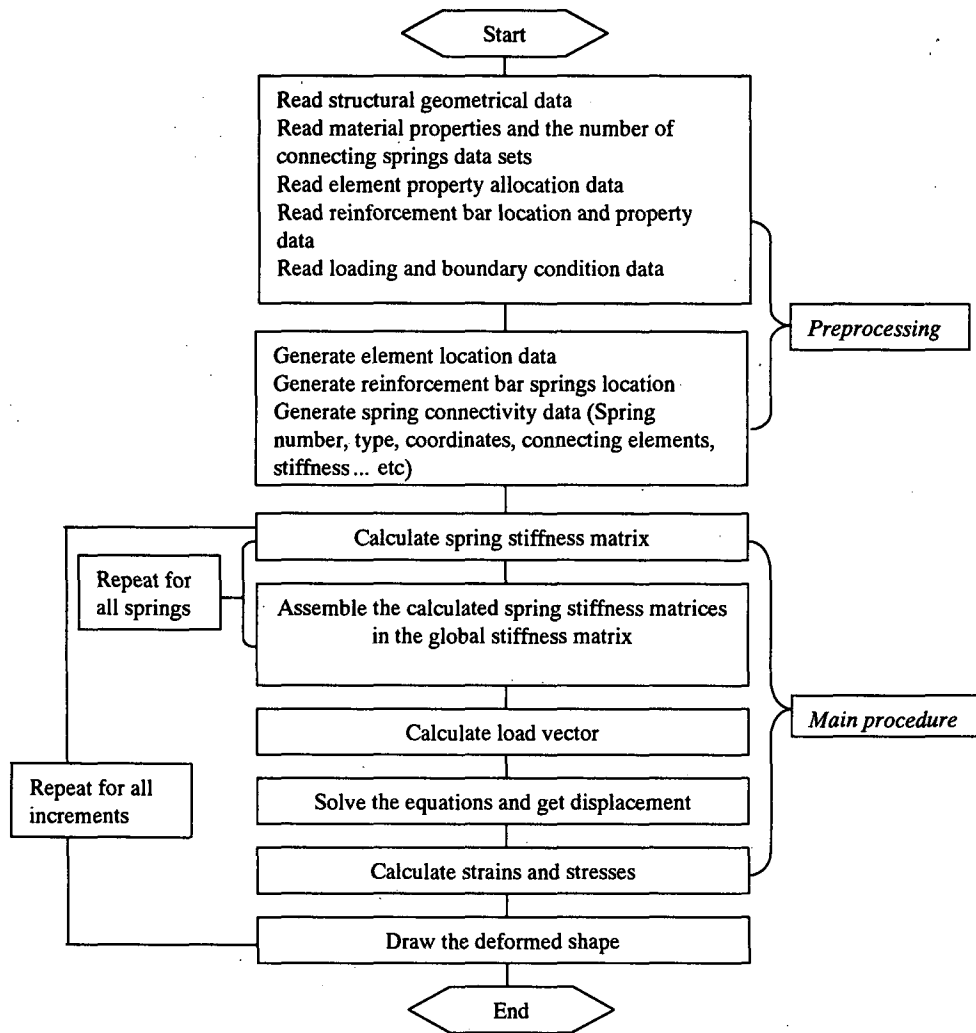 Start
Read structural geometrical data
Read material properties and the number of
connecting springs data sets
Read element property allocation data
Read reinforcement bar location and property
data
Read loading and boundary condition data
Preprocessing
Generate element location data
Generate reinforcement bar springs location
Generate spring connectivity data (Spring
number, type, coordinates, connecting elements,
stiffness ... etc)
Calculate spring stiffness matrix
Repeat for
all springs
Assemble the calculated spring stiffness matrices
in the global stiffness matrix
Main procedure
Calculate load vector
Repeat for all
increments
Solve the equations and get displacement
Calculate strains and stresses
Draw the deformed shape
End